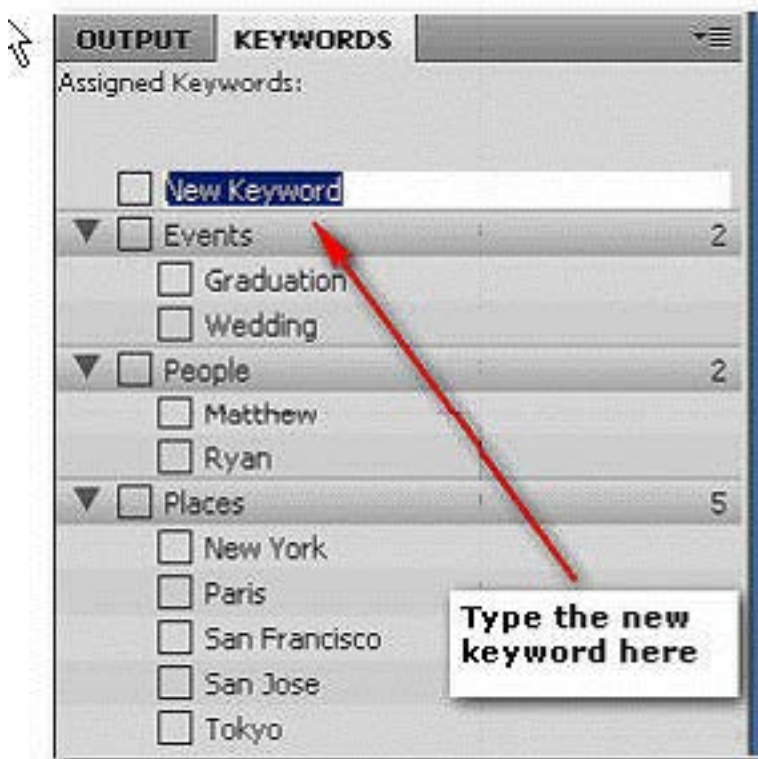 OUTPUT KEYWORDS
Assigned Keywords:
New Keyword
Events 2
Graduation
Wedding
People 2
Matthew
Ryan
Places 5
New York
Paris
San Francisco
San Jose
Tokyo
Type the new
keyword here